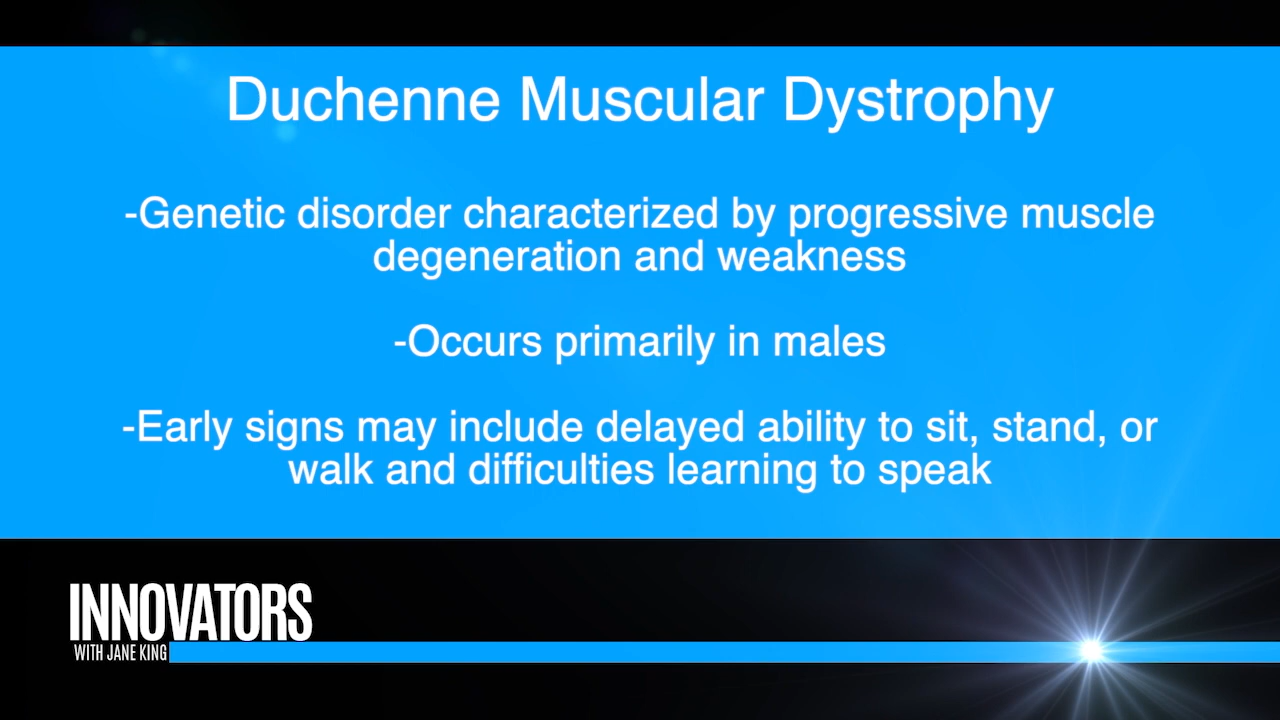 Duchenne Muscular Dystrophy
-Genetic disorder characterized by progressive muscle
degeneration and weakness
-Occurs primarily in males
-Early signs may include delayed ability to sit, stand, or
walk and difficulties learning to speak
INNOVATORS
WITH JANE KING